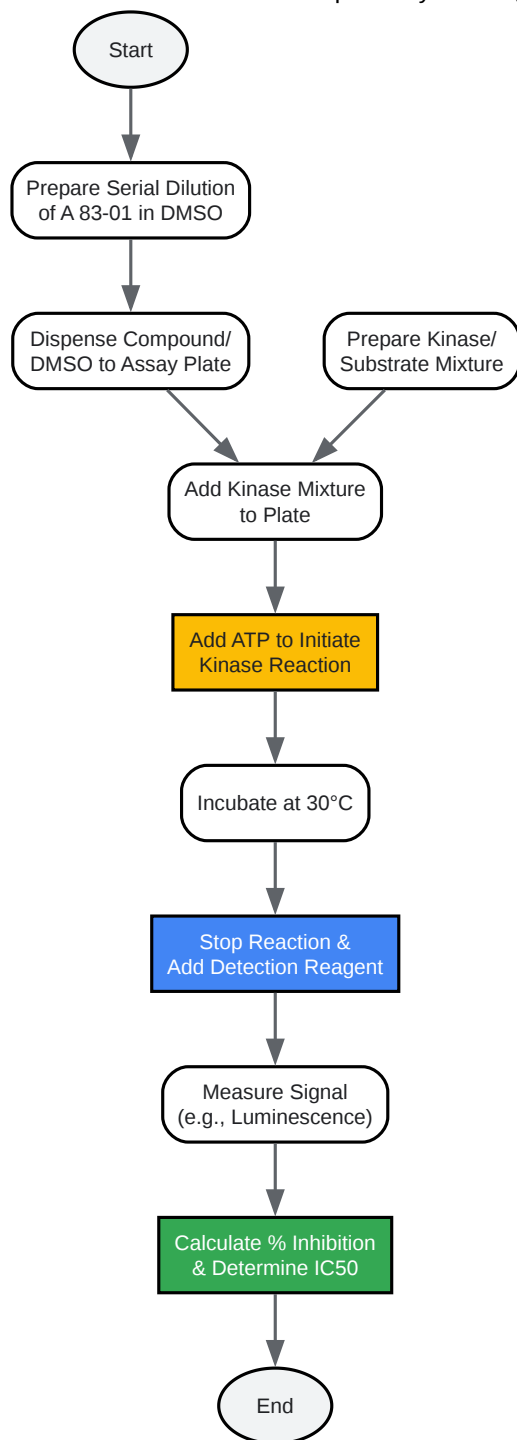 Start
Prepare Serial Dilution
of A 83-01 in DMSO
Dispense Compound/
DMSO to Assay Plate
Prepare Kinase/
Substrate Mixture
Add Kinase Mixture
to Plate
Add ATP to Initiate
Kinase Reaction
Incubate at 30°C
Stop Reaction &
Add Detection Reagent
Measure Signal
(e.g., Luminescence)
Calculate % Inhibition
& Determine IC50
End